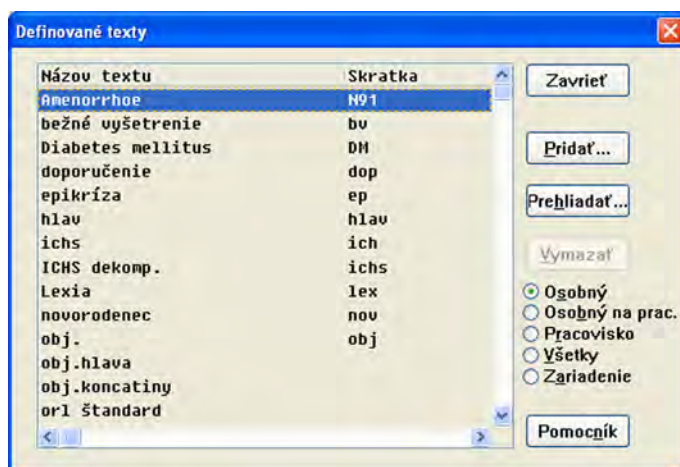 Definované texty
Názov textu Skratka
Amenorrhoe N91
bežné vyšetrenie bv
Diabetes mellitus DM
doporučenie dop
epikríza ep
hlav hlav
ichs ich
ICHS dekomp. ichs
Lexia lex
novorodenec nov
obj. obj
obj.hlava
obj.koncatiny
orl štandard
Zavrieť
Pridať...
Prehliadať...
Vymazať
Osobný
Osobný na prac.
Pracovisko
Všetky
Zariadenie
Pomocník